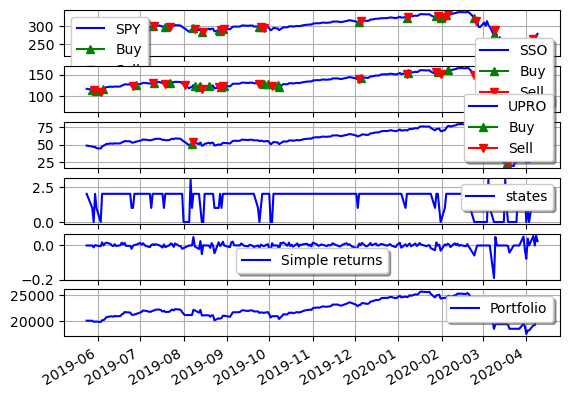 300
250
SPY
Buy
150
100
SSO
Buy
Sell
75
50
25
UPRO
Buy
Sell
2.5
0.0
states
0.0
-0.2
Simple returns
25000
20000
Portfolio
2019-06
2019-07
2019-08
2019-09
2019-10
2019-11
2019-12
2020-01
2020-02
2020-03
2020-04